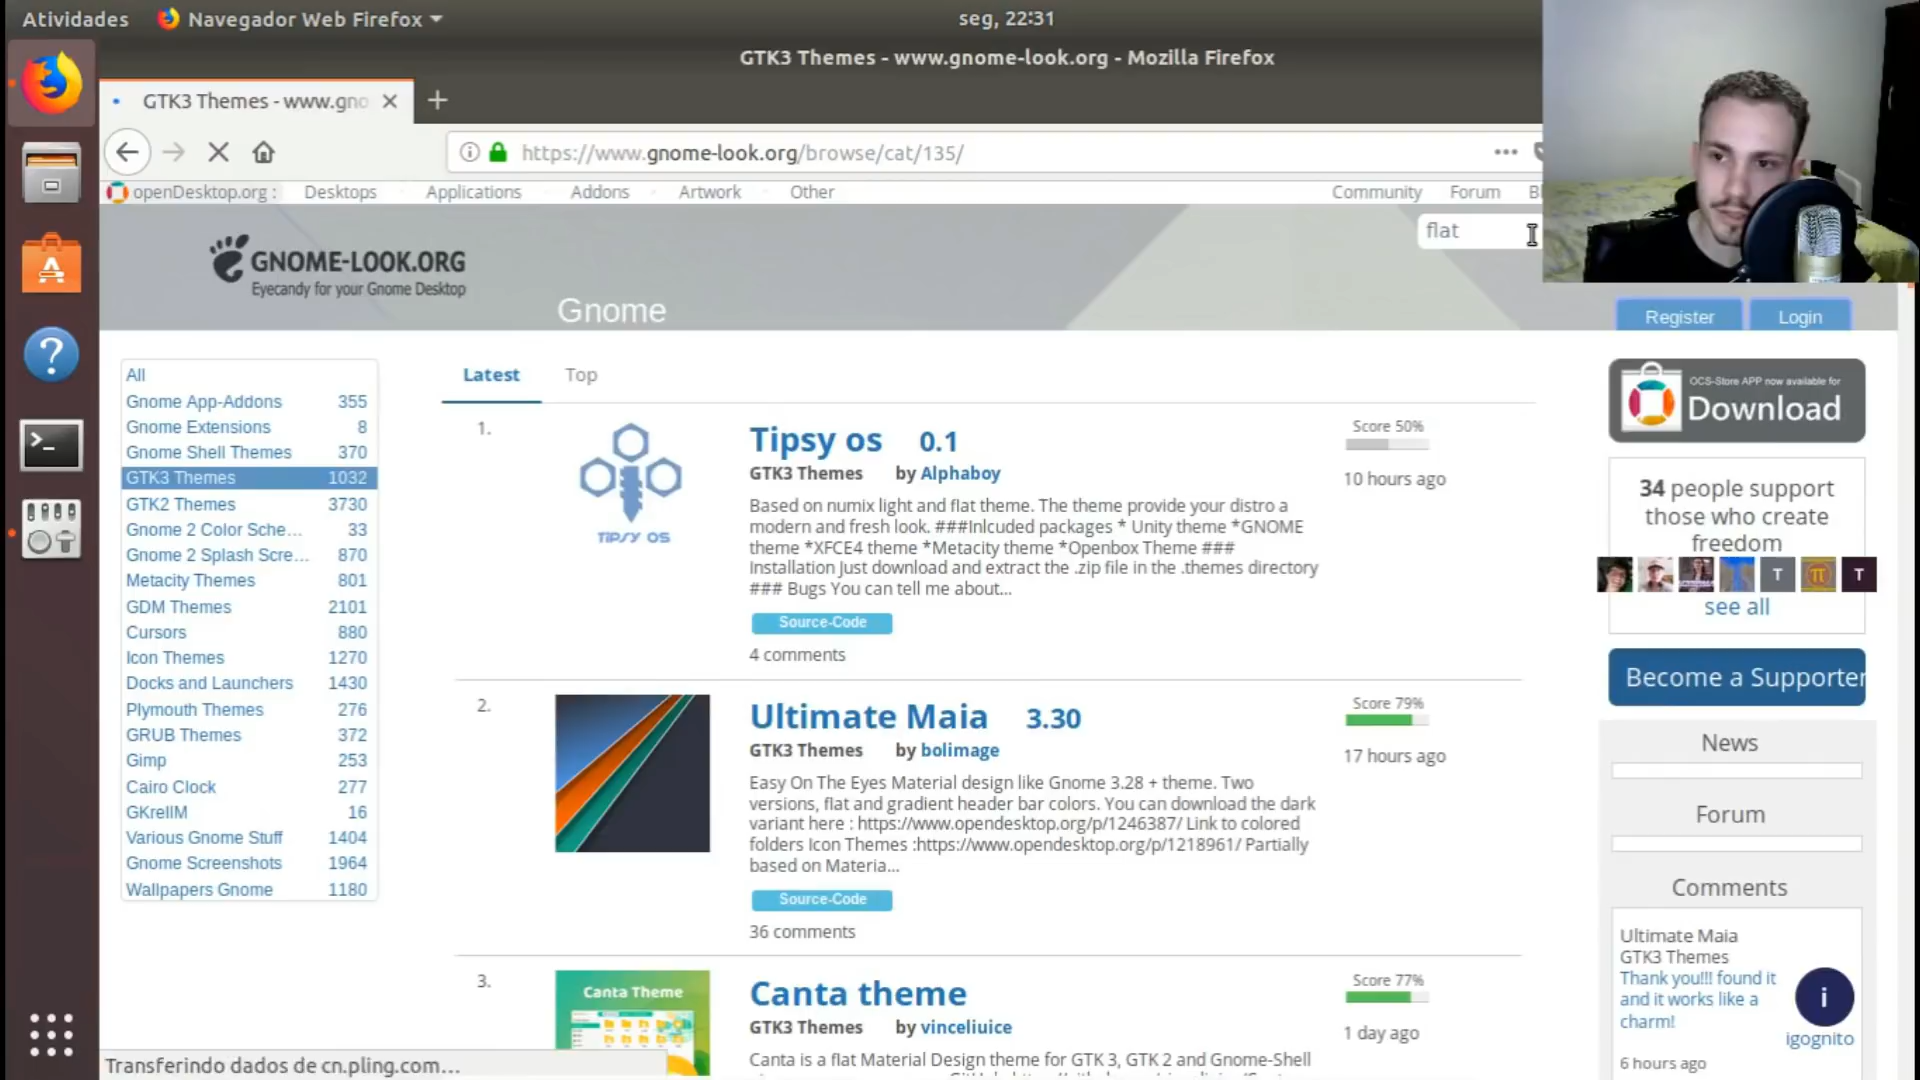 Atividades
Navegador Web Firefox
seg, 22:31
GTK3 Themes - www.gnome-look.org - Mozilla Firefox
GTK3 Themes - www.gno
https://www.gnome-look.org/browse/cat/135/
openDesktop.org :
Desktops
Applications
Addons
Artwork
Other
Community
Forum
flat
GNOME-LOOK.ORG
Eyecandy for your Gnome Desktop
Gnome
Register
Login
All
Gnome App-Addons 355
Gnome Extensions 8
Gnome Shell Themes 370
GTK3 Themes 1032
GTK2 Themes 3730
Gnome 2 Color Sche... 33
Gnome 2 Splash Scre... 870
Metacity Themes 801
GDM Themes 2101
Cursors 880
Icon Themes 1270
Docks and Launchers 1430
Plymouth Themes 276
GRUB Themes 372
Gimp 253
Cairo Clock 277
GKrellM 16
Various Gnome Stuff 1404
Gnome Screenshots 1964
Wallpapers Gnome 1180
Latest
Top
1.
TIPSY OS
Tipsy os 0.1
GTK3 Themes by Alphaboy
Based on numix light and flat theme. The theme provide your distro a
modern and fresh look. ###Inlcuded packages * Unity theme *GNOME
theme *XFCE4 theme *Metacity theme *Openbox Theme ###
Installation Just download and extract the .zip file in the .themes directory
### Bugs You can tell me about...
Source-Code
4 comments
Score 50%
10 hours ago
2.
Ultimate Maia 3.30
GTK3 Themes by bolimage
Easy On The Eyes Material design like Gnome 3.28 + theme. Two
versions, flat and gradient header bar colors. You can download the dark
variant here : https://www.opendesktop.org/p/1246387/ Link to colored
folders Icon Themes :https://www.opendesktop.org/p/1218961/ Partially
based on Materia...
Source-Code
36 comments
Score 79%
17 hours ago
3.
Canta Theme
Canta theme
GTK3 Themes by vinceliuice
Canta is a flat Material Design theme for GTK 3, GTK 2 and Gnome-Shell
Score 77%
1 day ago
OCS-Store APP now available for
Download
34 people support
those who create
freedom
T
T
see all
Become a Supporter
News
Forum
Comments
Ultimate Maia
GTK3 Themes
Thank you!!! found it
and it works like a
charm!
i
igognito
6 hours ago
Transferindo dados de cn.pling.com...